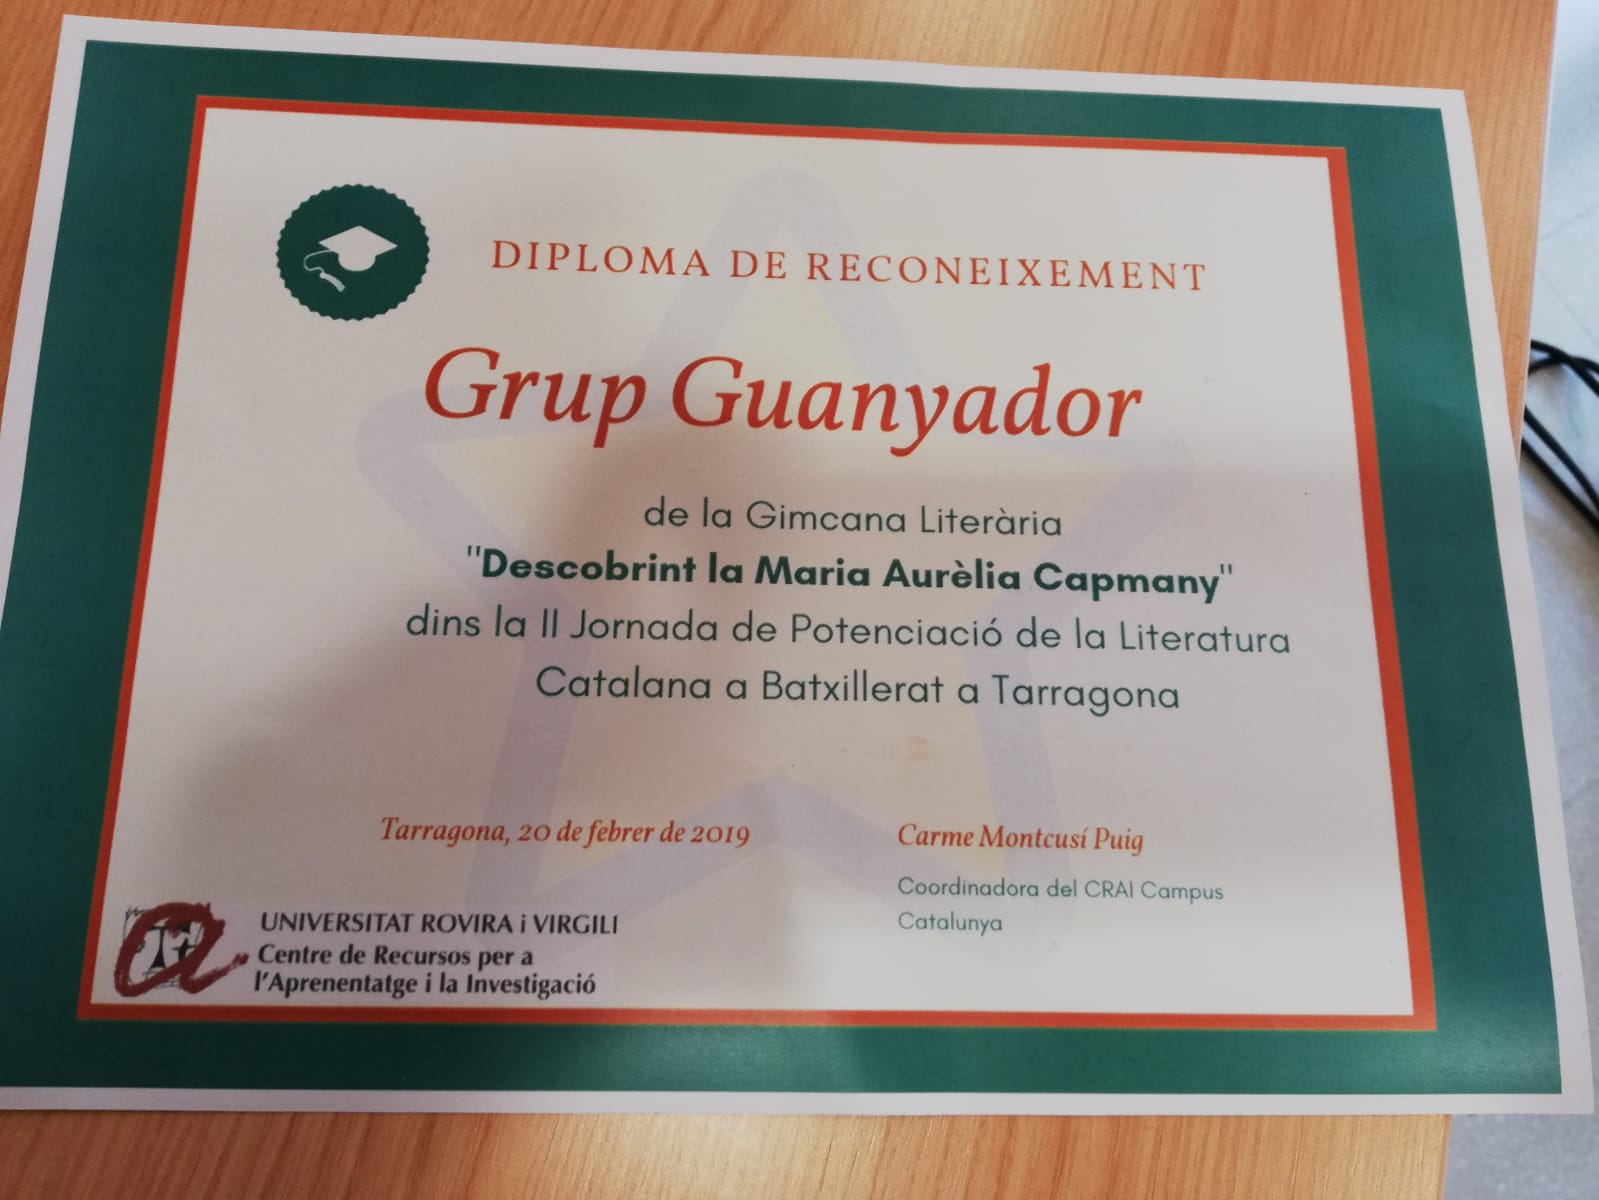 DIPLOMA DE RECONEIXEMENT
Grup Guanyador
de la Gimcana Literària
"Descobrint la Maria Aurèlia Capmany"
dins la II Jornada de Potenciació de la Literatura
Catalana a Batxillerat a Tarragona
Tarragona, 20 de febrer de 2019
Carme Montcusí Puig
Coordinadora del CRAI Campus
Catalunya
UNIVERSITAT ROVIRA i VIRGILI
Centre de Recursos per a
l'Aprenentatge i la Investigació